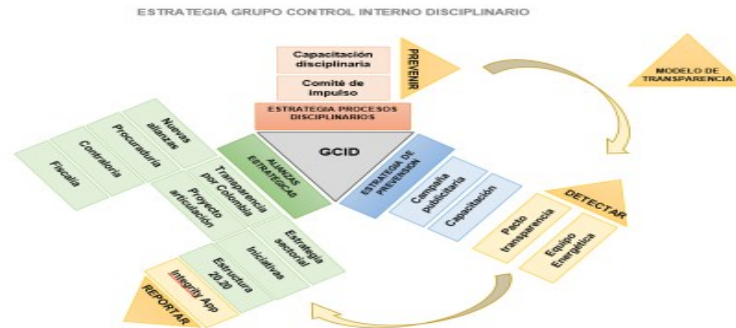 ESTRATEGIA GRUPO CONTROL INTERNO DISCIPLINARIO
Capacitación
disciplinaria
PREVENIR
Comité de
impulso
ESTRATEGIA PROCESOS
DISCIPLINARIOS
MODELO DE
TRANSPARENCIA
GCID
ALIANZAS
ESTRATÉGICAS
ESTRATEGIA DE
PREVENSION
Nuevas
alianzas
Procuraduría
Contraloría
Fiscalía
Transparencia
por Colombia
Proyecto
articulación
Campaña
publicitaria
Capacitación
DETECTAR
Pacto
transparencia
Equipo
Energética
Estrategia
sectorial
Iniciativas
Estructura
20.20
Integrity App
REPORTAR